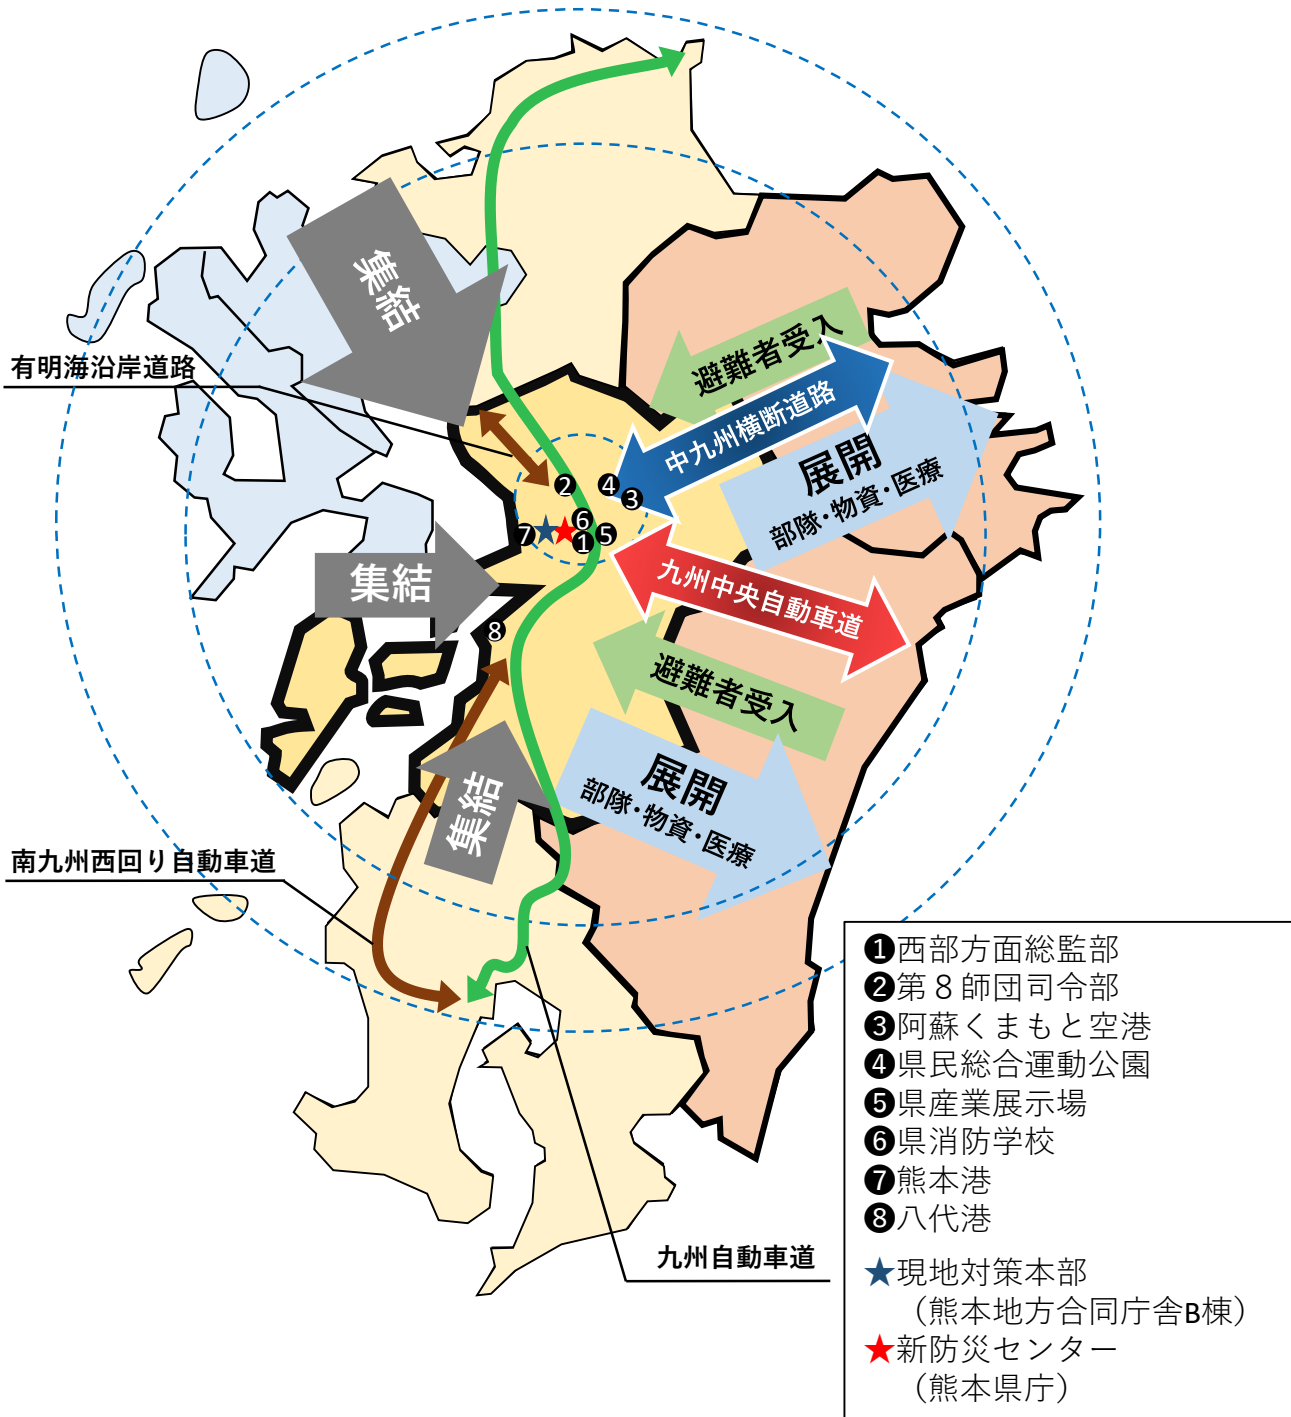 集結
有明海沿岸道路
避難者受入
中九州横断道路
展開
部隊・物資・医療
❷
❹
❸
❻
❼
❶
❺
集結
九州中央自動車道
❽
避難者受入
展開
部隊・物資・医療
集結
南九州西回り自動車道
九州自動車道
❶西部方面総監部
❷第８師団司令部
❸阿蘇くまもと空港
❹県民総合運動公園
❺県産業展示場
❻県消防学校
❼熊本港
❽八代港
★現地対策本部
（熊本地方合同庁舎B棟）
★新防災センター
（熊本県庁）